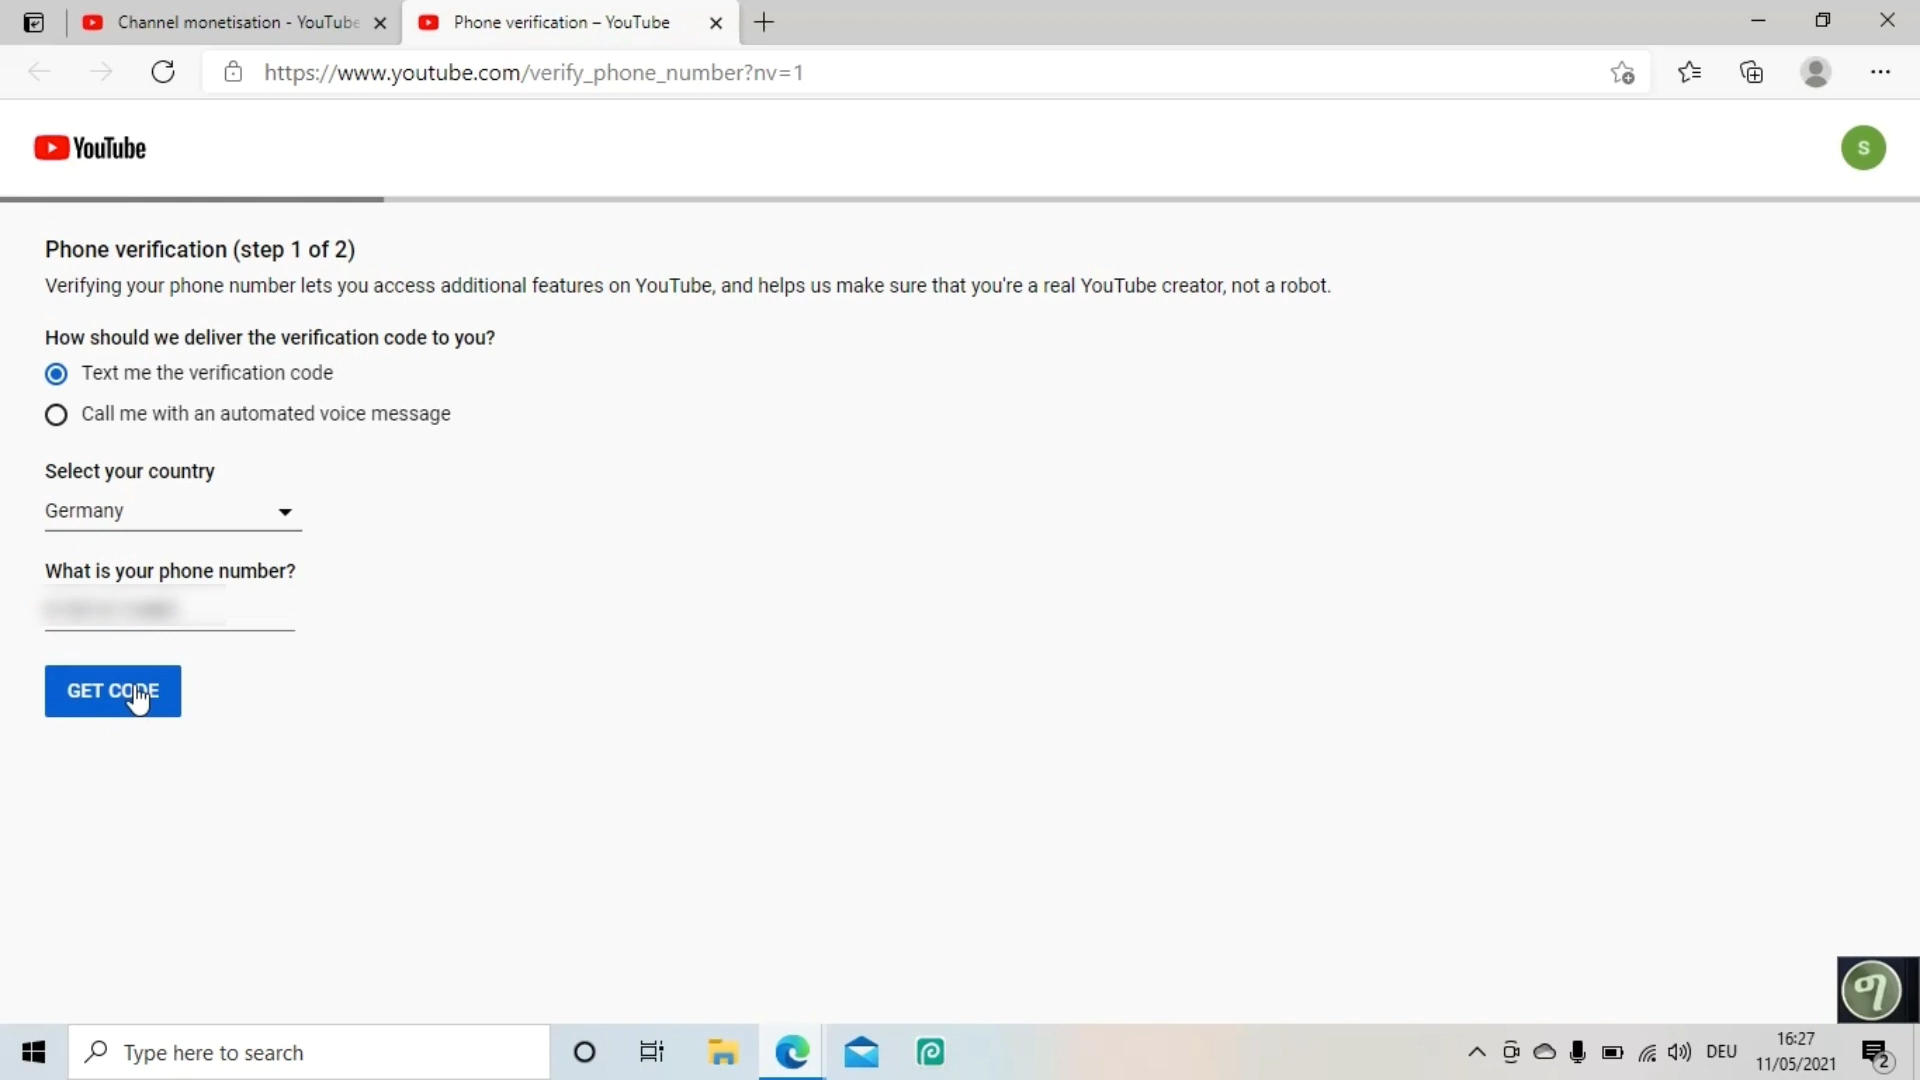 Channel monetisation - YouTube
Phone verification – YouTube
https://www.youtube.com/verify_phone_number?nv=1
YouTube
S
Phone verification (step 1 of 2)
Verifying your phone number lets you access additional features on YouTube, and helps us make sure that you're a real YouTube creator, not a robot.
How should we deliver the verification code to you?
Text me the verification code
Call me with an automated voice message
Select your country
Germany
What is your phone number?
GET CODE
Type here to search
DEU
16:27
11/05/2021
2